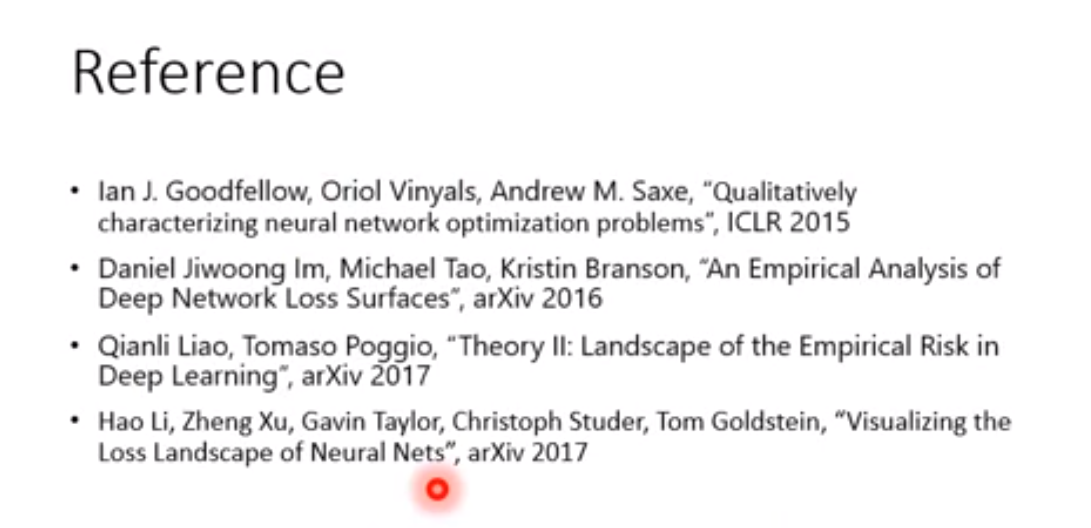 Reference
• Ian J. Goodfellow, Oriol Vinyals, Andrew M. Saxe, “Qualitatively
characterizing neural network optimization problems”, ICLR 2015
• Daniel Jiwoong Im, Michael Tao, Kristin Branson, “An Empirical Analysis of
Deep Network Loss Surfaces”, arXiv 2016
• Qianli Liao, Tomaso Poggio, “Theory II: Landscape of the Empirical Risk in
Deep Learning”, arXiv 2017
• Hao Li, Zheng Xu, Gavin Taylor, Christoph Studer, Tom Goldstein, “Visualizing the
Loss Landscape of Neural Nets”, arXiv 2017